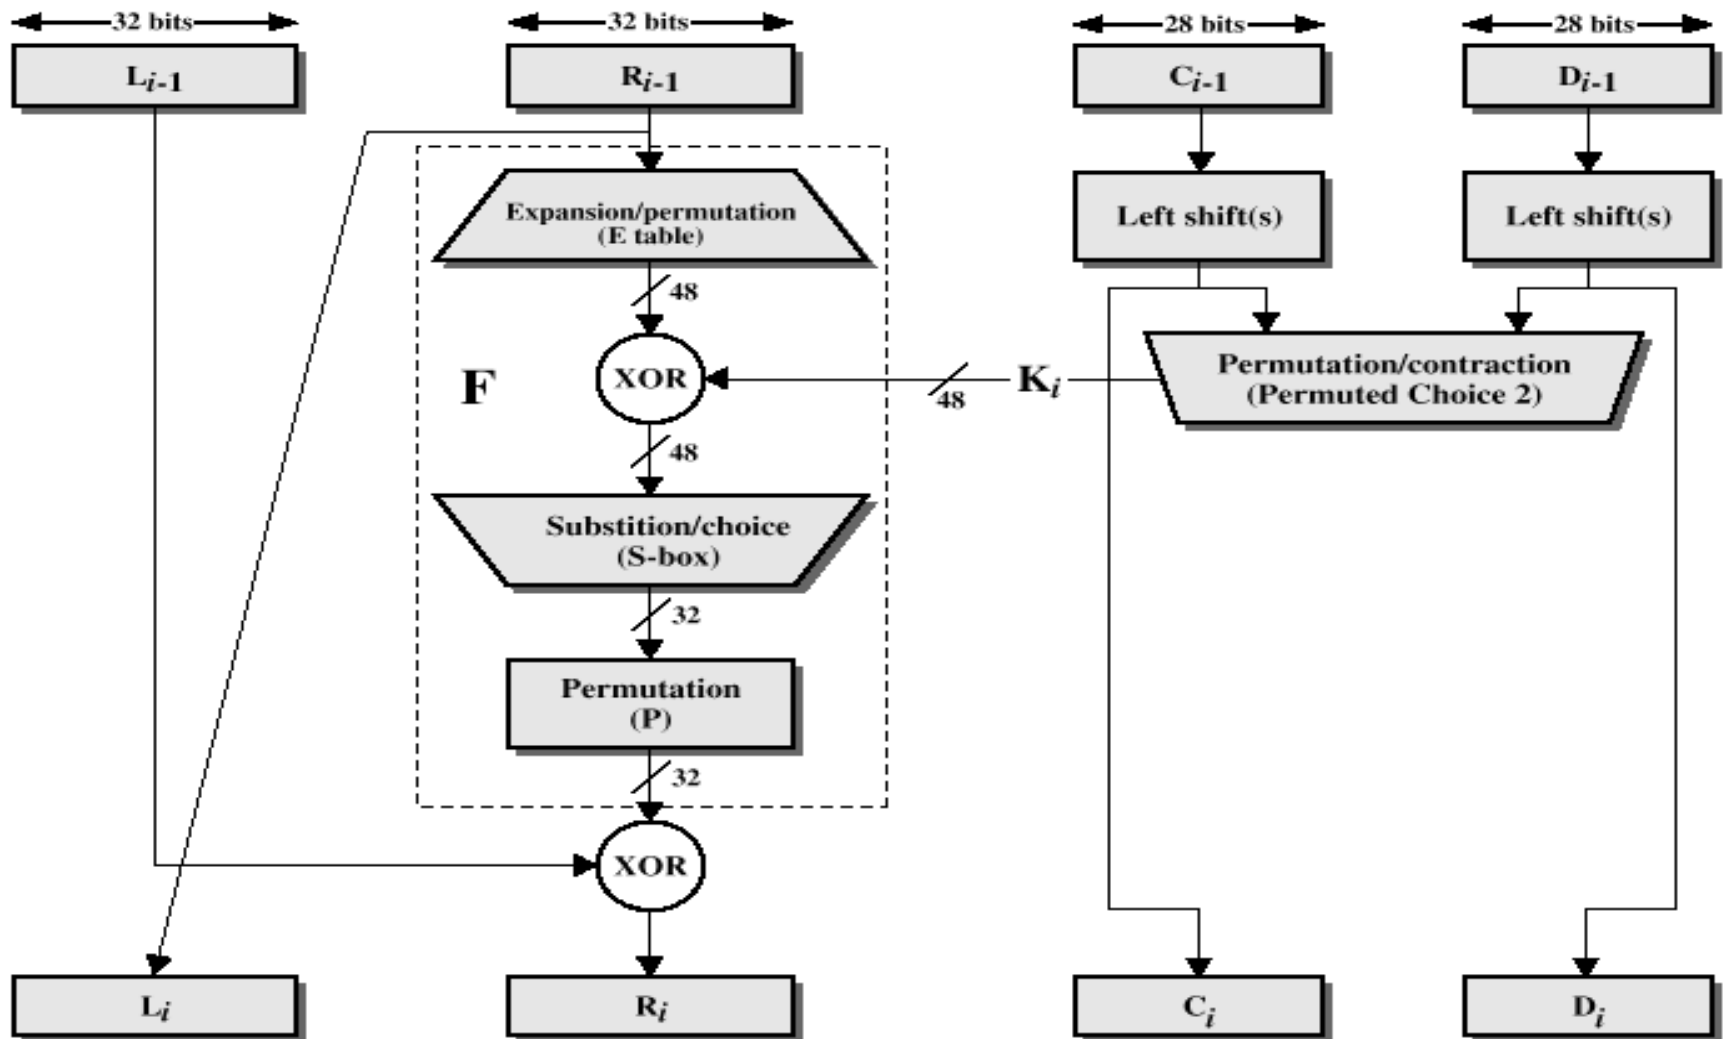 32 bits 32 bits 28 bits 28 bits
Li-1 Ri-1 Ci-1 Di-1
Expansion/permutation
(E table)
Left shift(s) Left shift(s)
48
F XOR 48 Ki
Permutation/contraction
(Permuted Choice 2)
48
Substition/choice
(S-box)
32
Permutation
(P)
32
XOR
Li Ri Ci Di